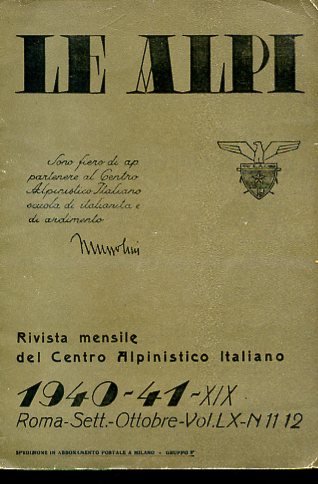 LE ALPI
Sono fiero di ap
partenere al Centro
Alpinistico Italiano
scuola di italianità e
di ardimento
Mussolini
Rivista mensile
del Centro Alpinistico Italiano
1940-41-XIX
Roma-Sett.-Ottobre-Vol.LX-N 11 12
SPEDIZIONE IN ABBONAMENTO POSTALE A MILANO - GRUPPO